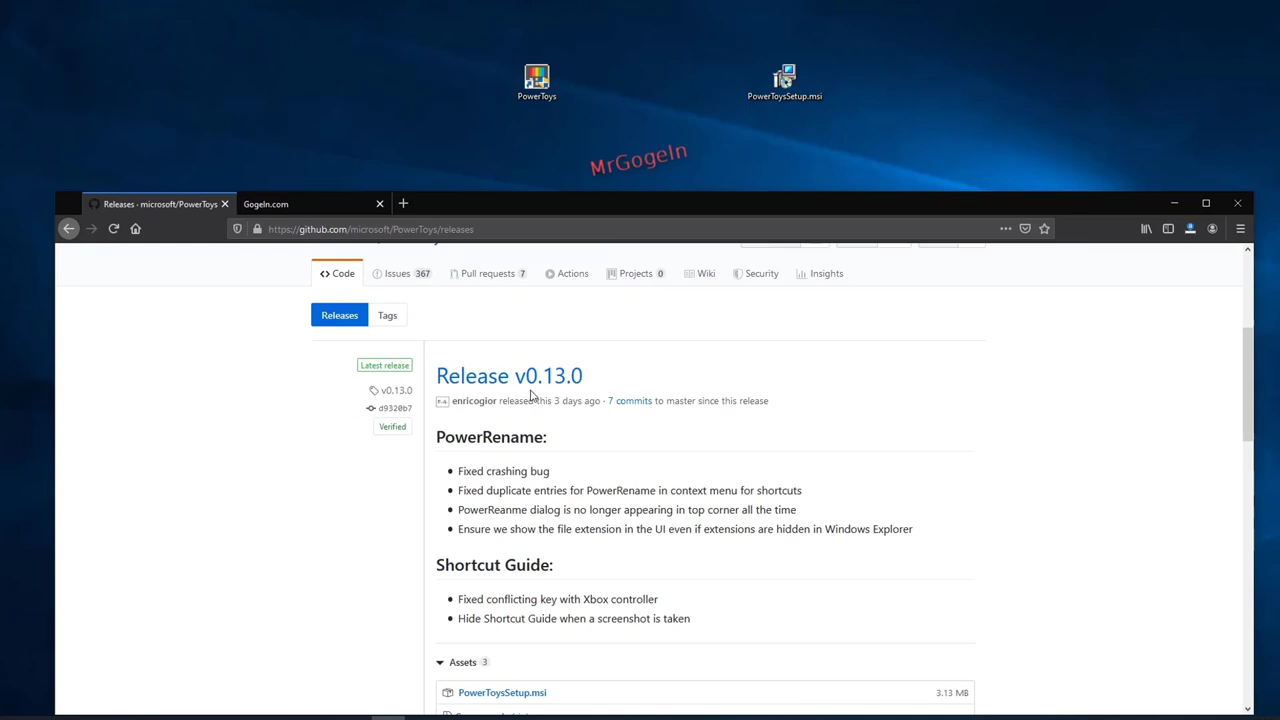 PowerToys
PowerToysSetup.msi
MrGogeIn
Releases · microsoft/PowerToys
GogeIn.com
https://github.com/microsoft/PowerToys/releases
Code
Issues 367
Pull requests 7
Actions
Projects 0
Wiki
Security
Insights
Releases
Tags
Latest release
v0.13.0
d9320b7
Verified
Release v0.13.0
enricogior released this 3 days ago · 7 commits to master since this release
PowerRename:
Fixed crashing bug
Fixed duplicate entries for PowerRename in context menu for shortcuts
PowerReanme dialog is no longer appearing in top corner all the time
Ensure we show the file extension in the UI even if extensions are hidden in Windows Explorer
Shortcut Guide:
Fixed conflicting key with Xbox controller
Hide Shortcut Guide when a screenshot is taken
Assets 3
PowerToysSetup.msi
3.13 MB